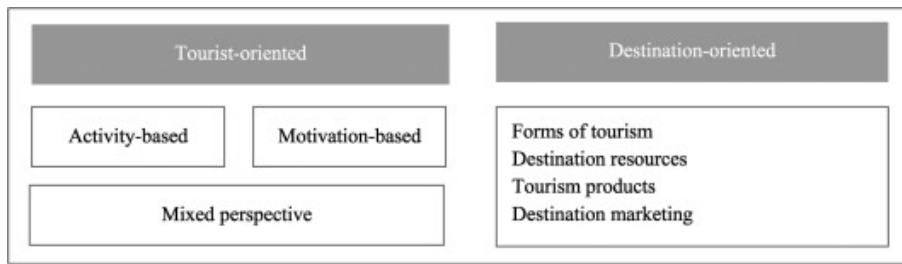 Tourist-oriented
Destination-oriented
Activity-based
Motivation-based
Mixed perspective
Forms of tourism
Destination resources
Tourism products
Destination marketing